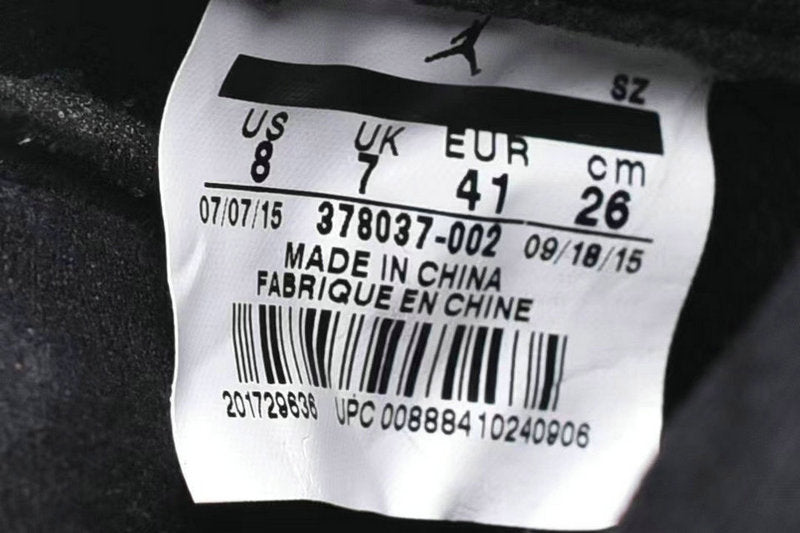 SZ
US UK EUR cm
8 7 41 26
07/07/15 378037-002 09/18/15
MADE IN CHINA
FABRIQUE EN CHINE
201729636 UPC 00888410240906